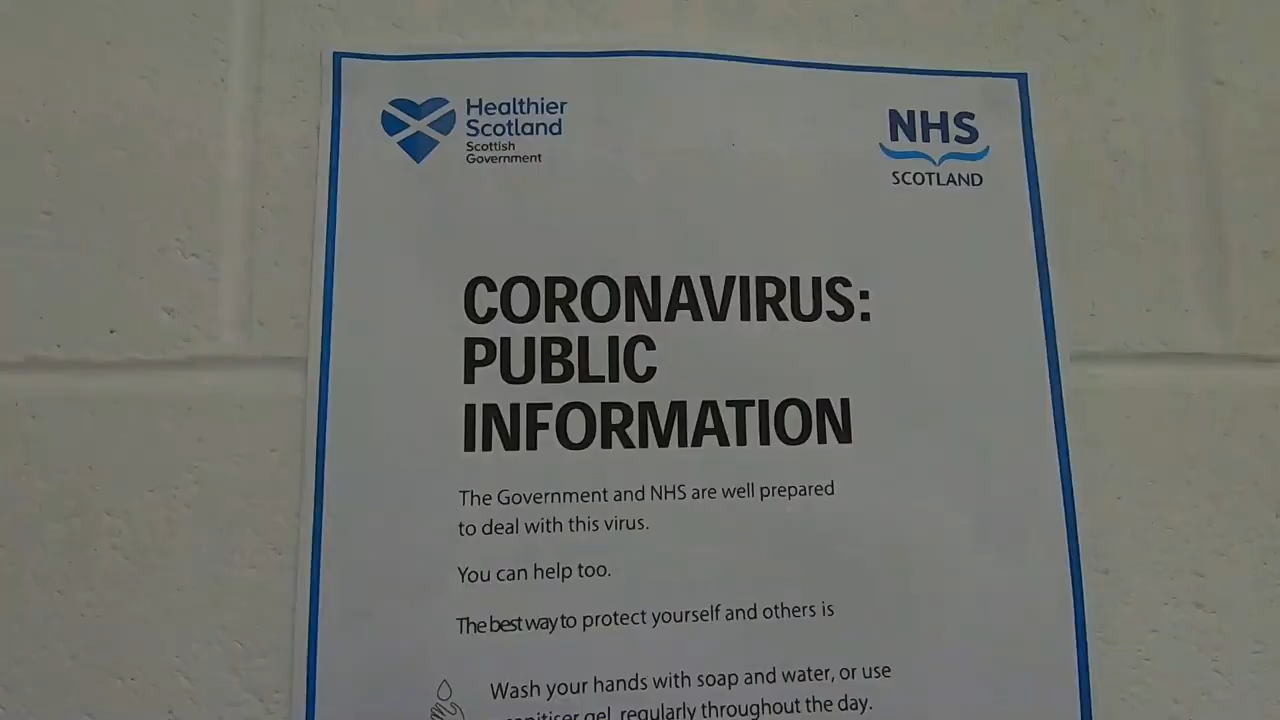 Healthier
Scotland
Scottish
Government
NHS
SCOTLAND
CORONAVIRUS:
PUBLIC
INFORMATION
The Government and NHS are well prepared
to deal with this virus.
You can help too.
The best way to protect yourself and others is
Wash your hands with soap and water, or use
gel, regularly throughout the day.